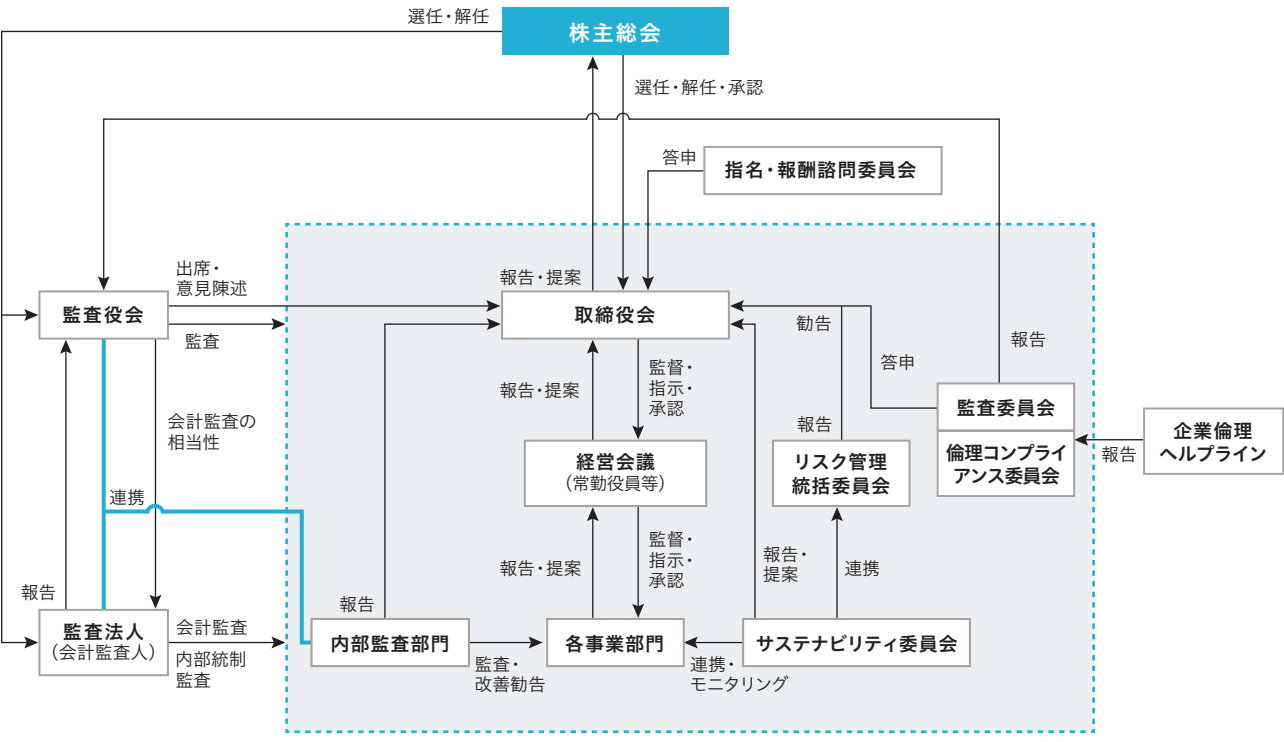 選任・解任
株主総会
選任・解任・承認
答申
指名・報酬諮問委員会
出席・
意見陳述
報告・提案
監査役会
取締役会
監査
勧告
報告
答申
報告・提案
監督・
指示・
承認
監査委員会
会計監査の
相当性
報告
企業倫理
ヘルプライン
経営会議
(常勤役員等)
リスク管理
統括委員会
倫理コンプライ
アンス委員会
報告
連携
報告・提案
監督・
指示・
承認
報告・
提案
連携
報告
報告
監査法人
(会計監査人)
会計監査
内部統制
監査
内部監査部門
各事業部門
サステナビリティ委員会
監査・
改善勧告
連携・
モニタリング